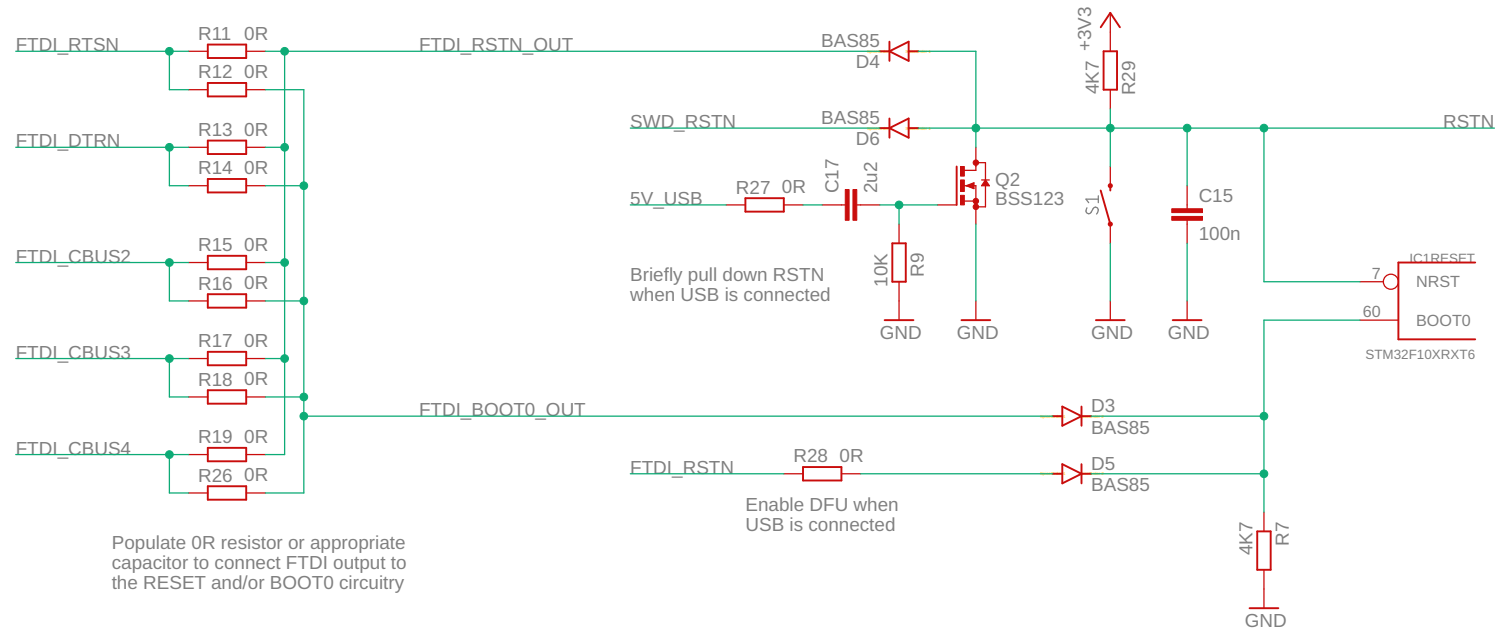 FTDI_RTSN
R11 0R
R12 0R
FTDI_DTRN
R13 0R
R14 0R
FTDI_CBUS2
R15 0R
R16 0R
FTDI_CBUS3
R17 0R
R18 0R
FTDI_CBUS4
R19 0R
R26 0R
Populate 0R resistor or appropriate
capacitor to connect FTDI output to
the RESET and/or BOOT0 circuitry
FTDI_RSTN_OUT
BAS85
D4
SWD_RSTN
BAS85
D6
5V_USB
R27 0R
C17
2u2
Q2
BSS123
10K
R9
Briefly pull down RSTN
when USB is connected
GND
GND
+3V3
4K7
R29
S1
GND
C15
100n
GND
RSTN
IC1RESET
7
NRST
60
BOOT0
STM32F10XRXT6
FTDI_BOOT0_OUT
D3
BAS85
FTDI_RSTN
R28 0R
D5
BAS85
Enable DFU when
USB is connected
4K7
R7
GND